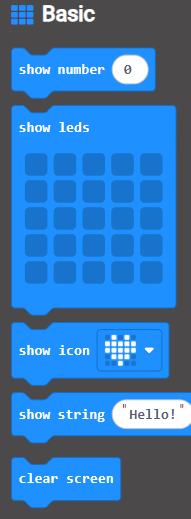 Basic
show number 0
show leds
show icon
show string "Hello!"
clear screen